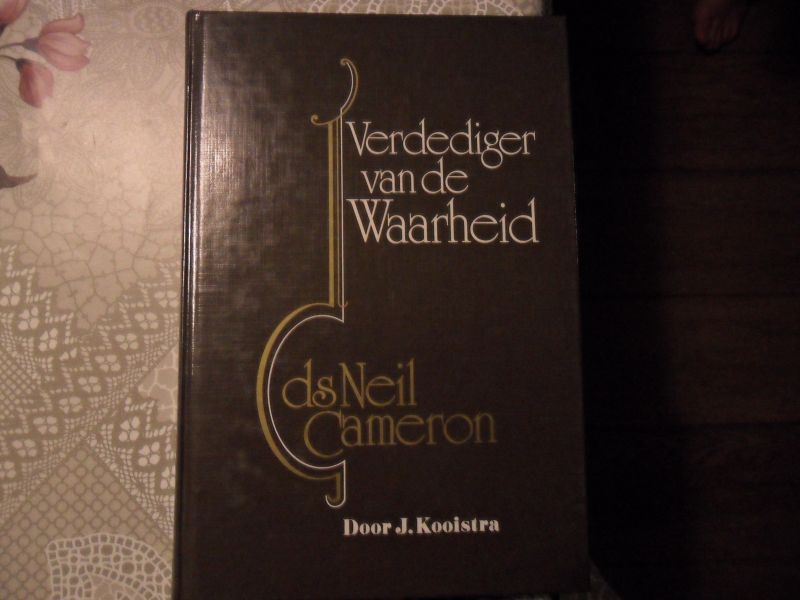 Verdediger
van de
Waarheid
ds Neil
Cameron
Door J. Kooistra